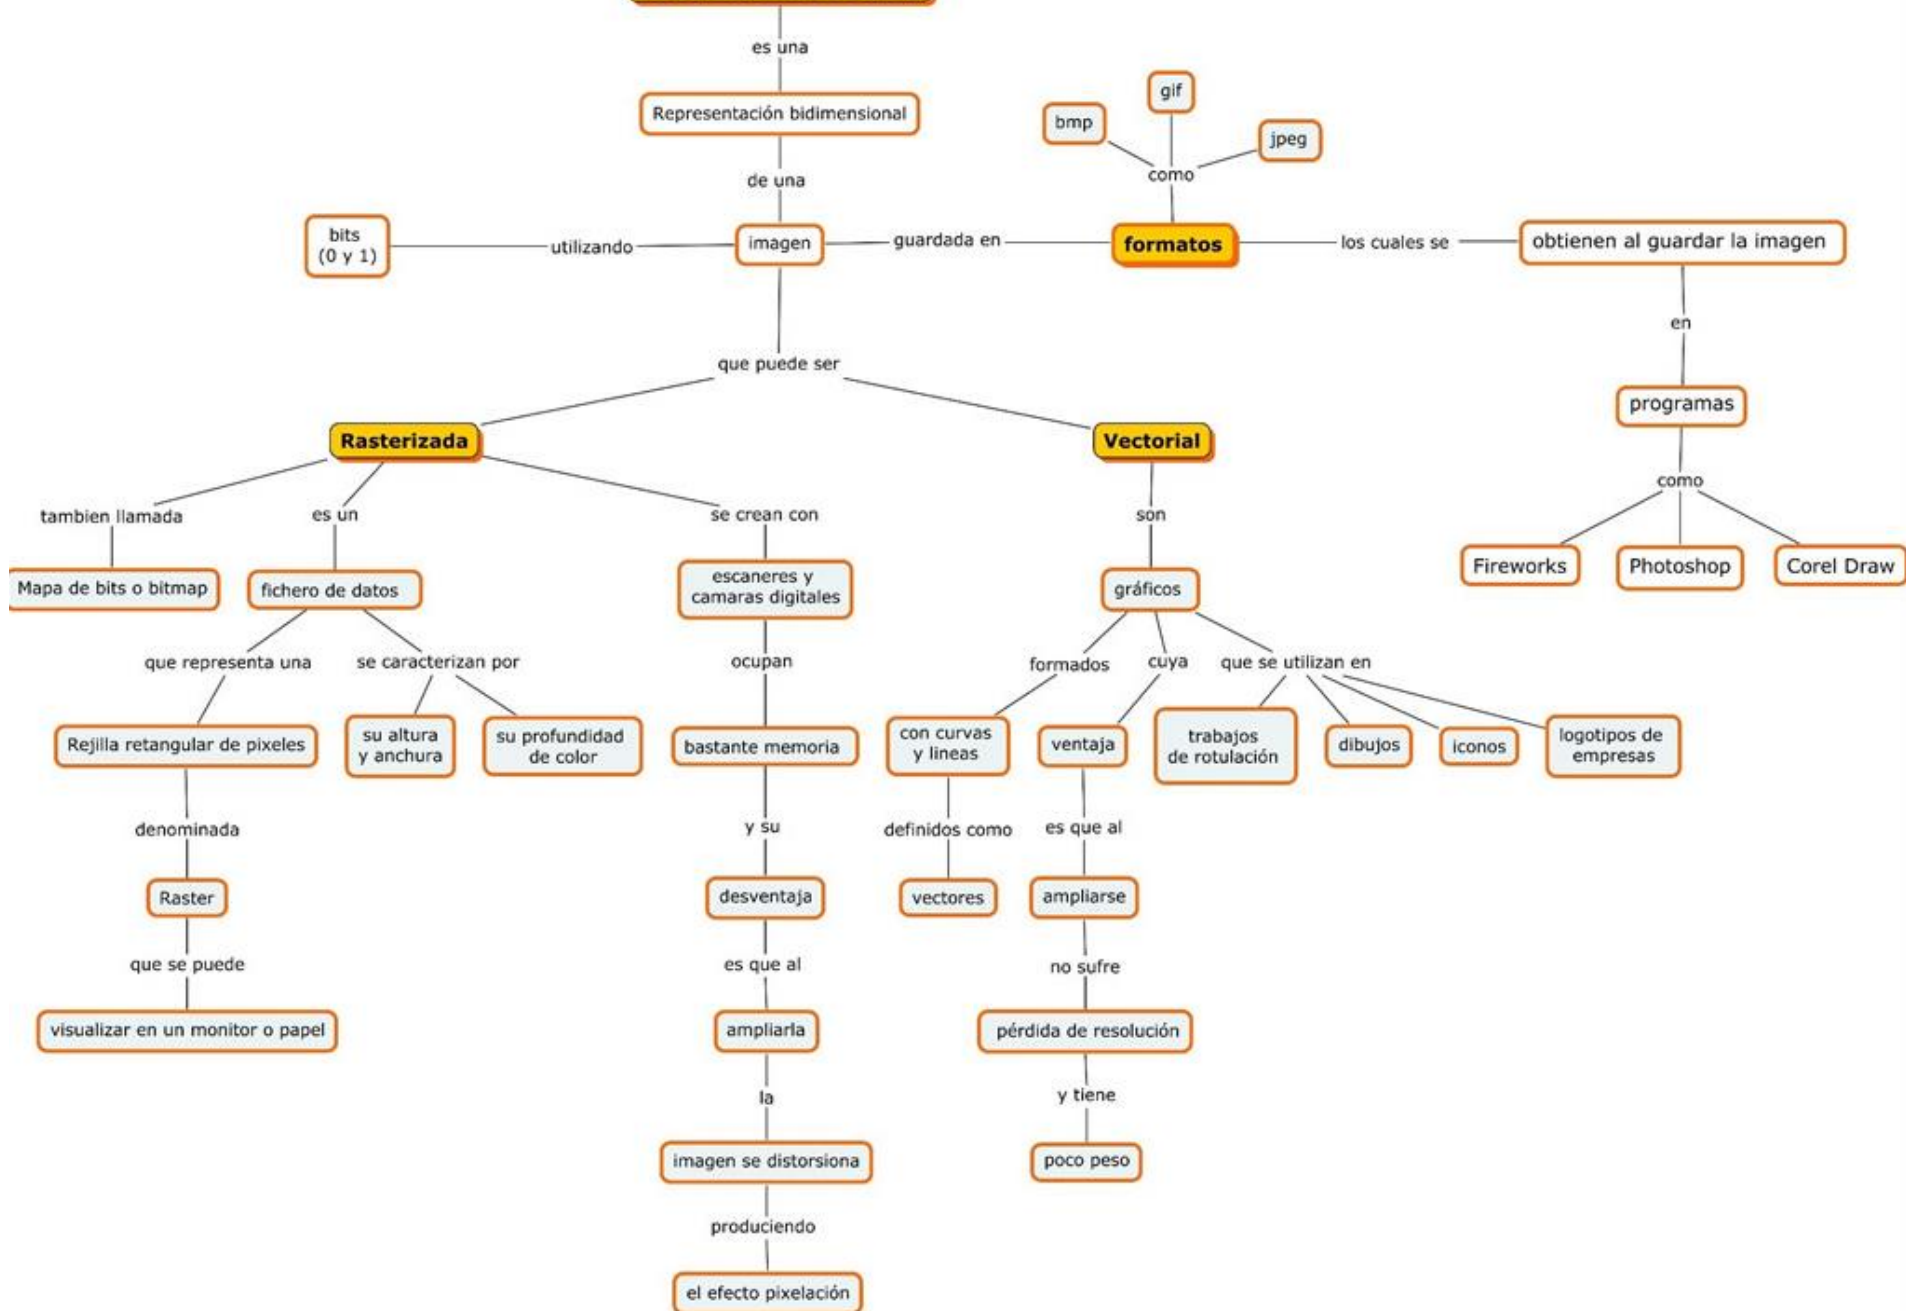 es una
Representación bidimensional
de una
bits
(0 y 1)
utilizando
imagen
guardada en
formatos
como
bmp
gif
jpeg
los cuales se
obtienen al guardar la imagen
en
programas
como
Fireworks
Photoshop
Corel Draw
que puede ser
Rasterizada
tambien llamada
Mapa de bits o bitmap
es un
fichero de datos
que representa una
Rejilla retangular de pixeles
denominada
Raster
que se puede
visualizar en un monitor o papel
se caracterizan por
su altura
y anchura
su profundidad
de color
se crean con
escaneres y
camaras digitales
ocupan
bastante memoria
y su
desventaja
es que al
ampliarla
la
imagen se distorsiona
produciendo
el efecto pixelación
Vectorial
son
gráficos
formados
con curvas
y lineas
definidos como
vectores
cuya
ventaja
es que al
ampliarse
no sufre
pérdida de resolución
y tiene
poco peso
que se utilizan en
trabajos
de rotulación
dibujos
iconos
logotipos de
empresas